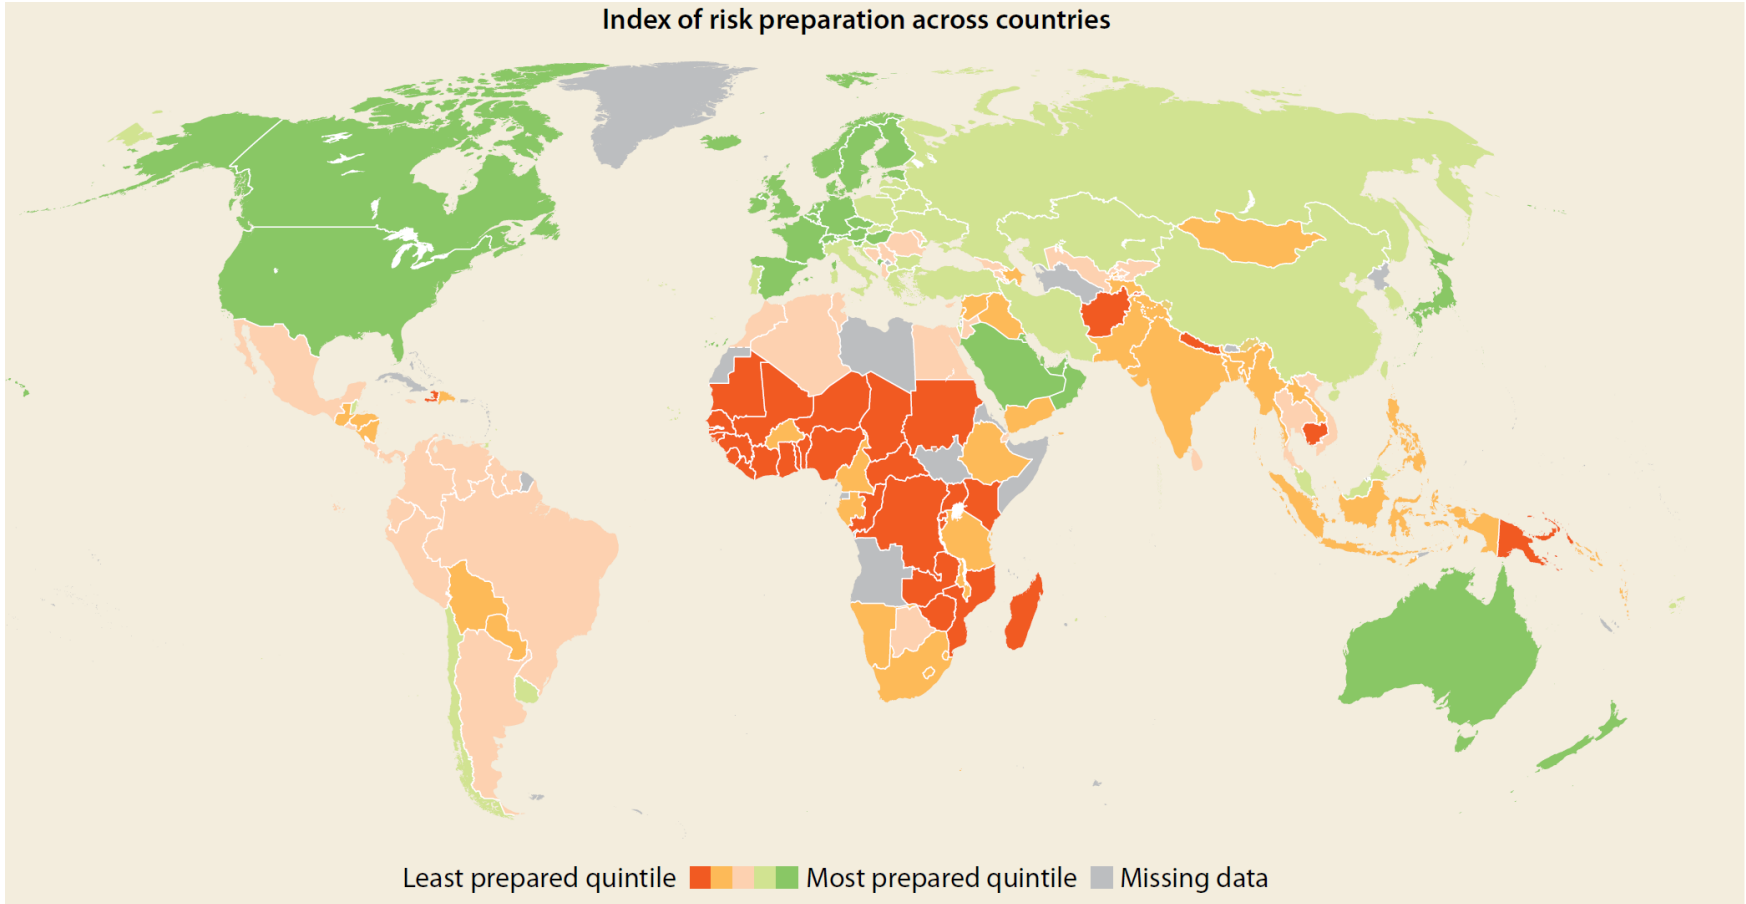 Index of risk preparation across countries
Least prepared quintile Most prepared quintile Missing data